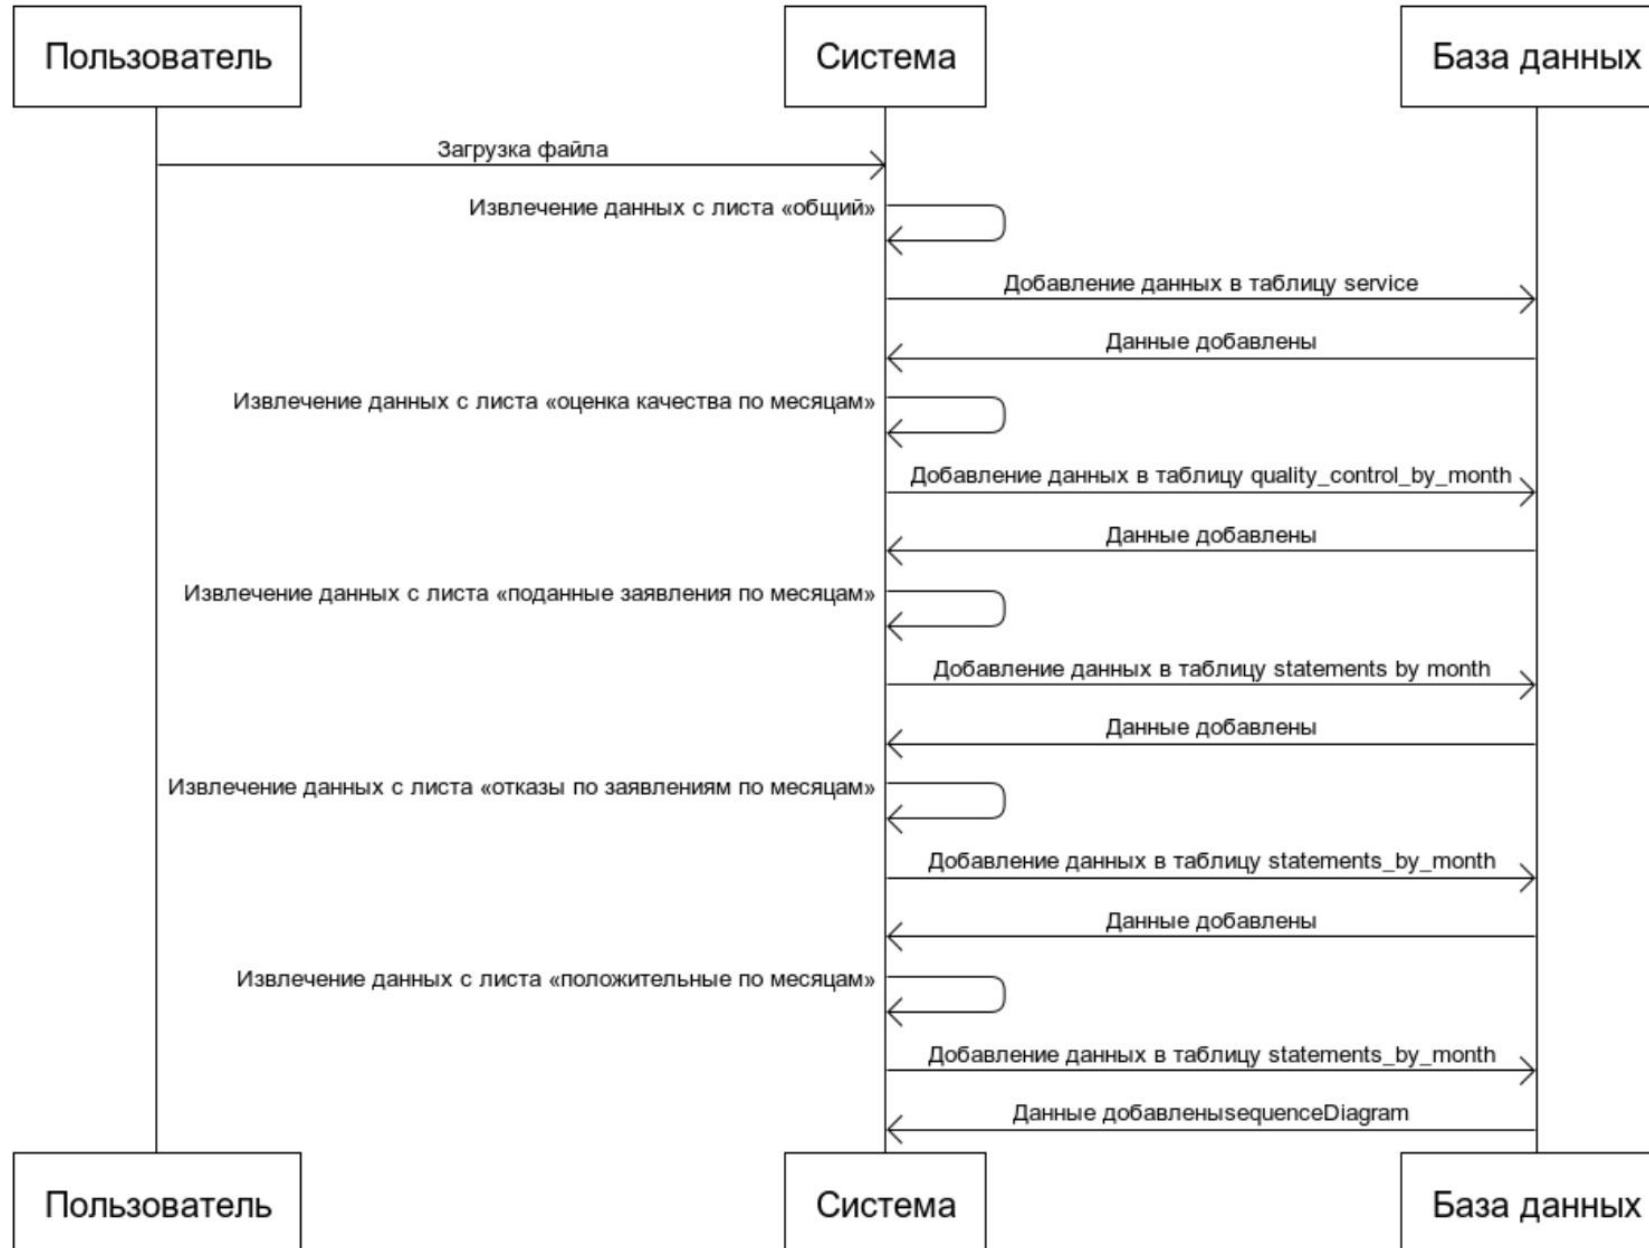 Пользователь
Система
База данных
Загрузка файла
Извлечение данных с листа «общий»
Добавление данных в таблицу service
Данные добавлены
Извлечение данных с листа «оценка качества по месяцам»
Добавление данных в таблицу quality_control_by_month
Данные добавлены
Извлечение данных с листа «поданные заявления по месяцам»
Добавление данных в таблицу statements by month
Данные добавлены
Извлечение данных с листа «отказы по заявлениям по месяцам»
Добавление данных в таблицу statements_by_month
Данные добавлены
Извлечение данных с листа «положительные по месяцам»
Добавление данных в таблицу statements_by_month
Данные добавленыsequenceDiagram
Пользователь
Система
База данных